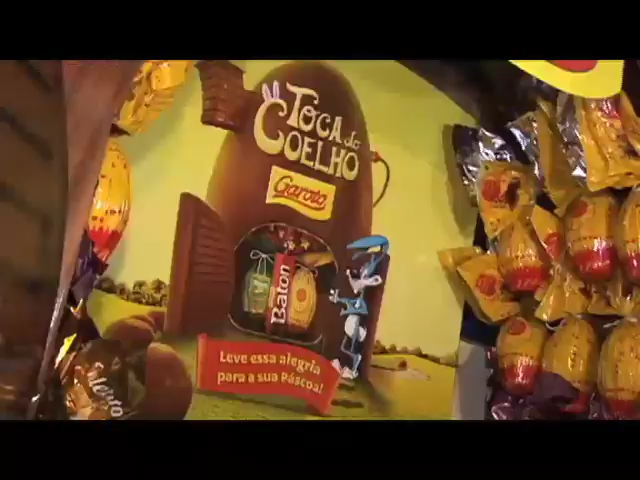 TOCA do
COELHO
Garoto
Baton
Leve essa alegria
para a sua Páscoa!